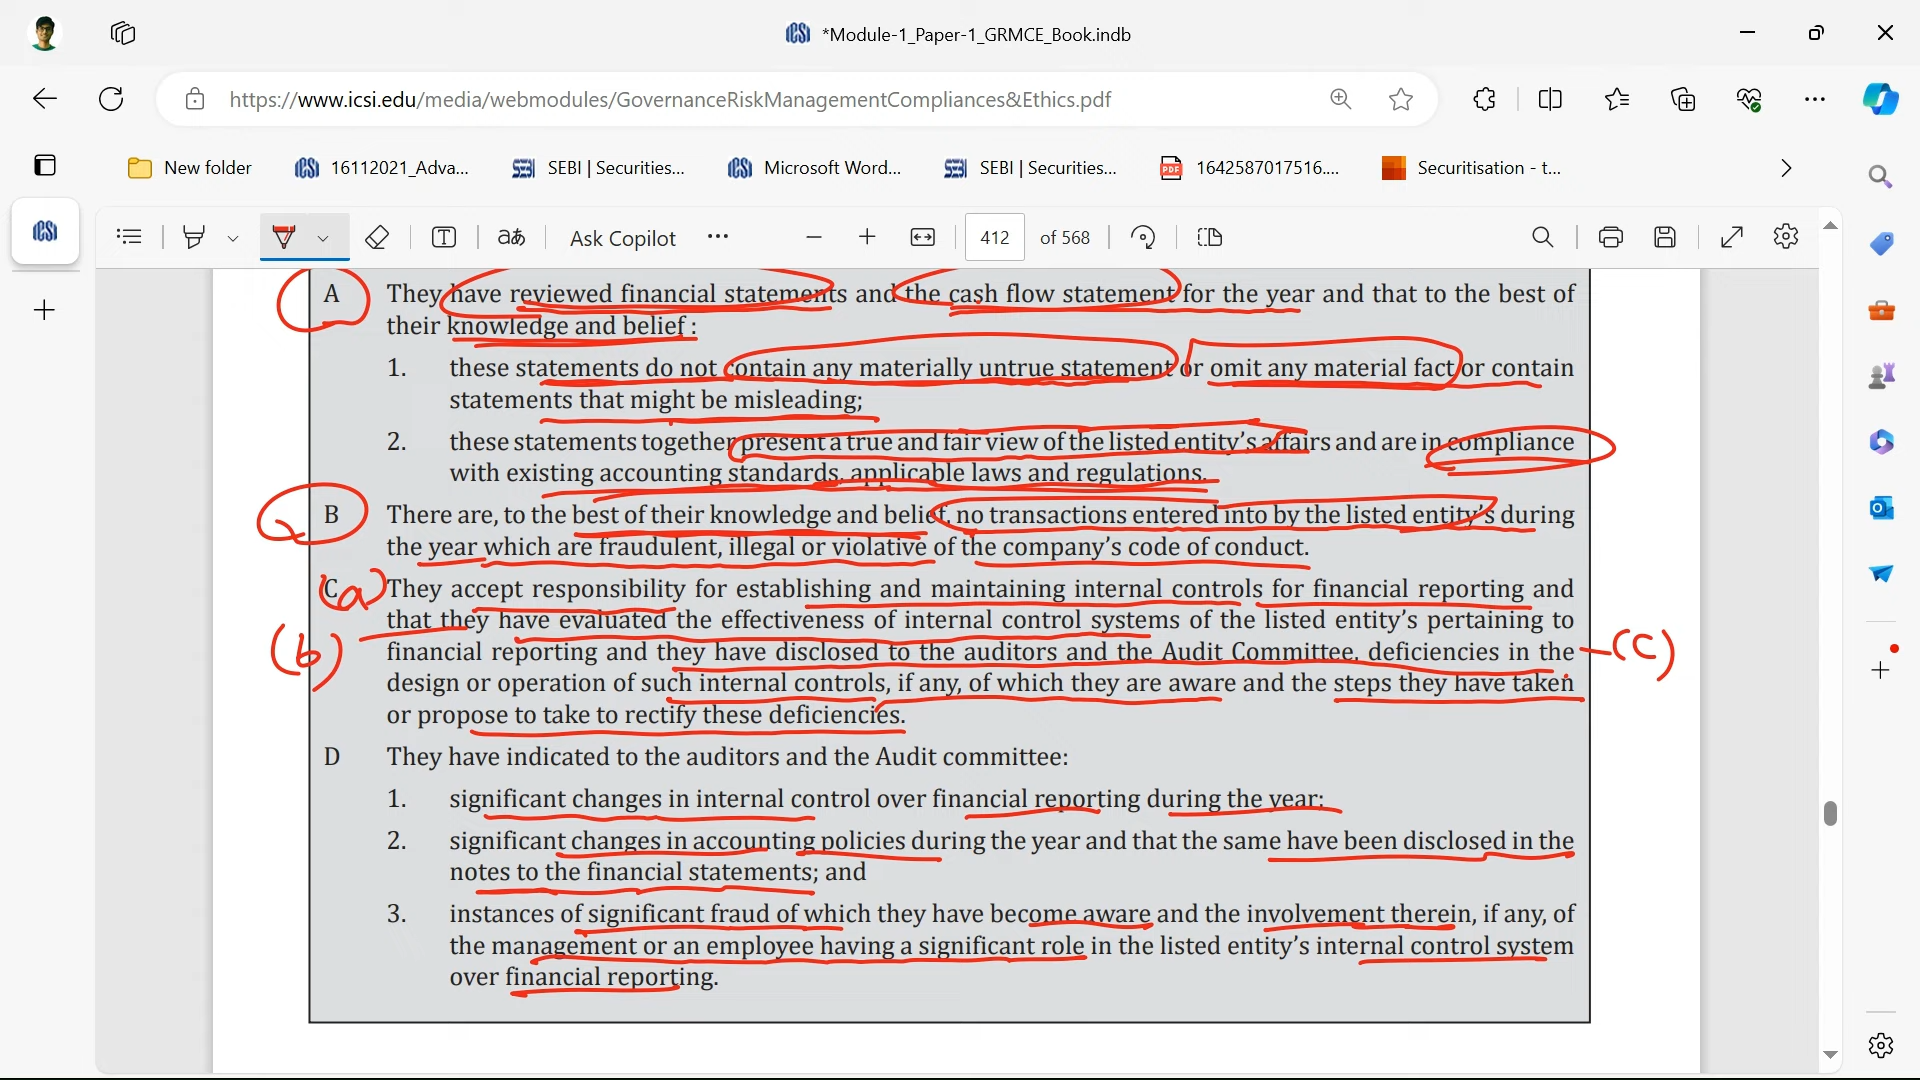 *Module-1_Paper-1_GRMCE_Book.indb
https://www.icsi.edu/media/webmodules/GovernanceRiskManagementCompliances&Ethics.pdf
New folder
16112021_Adva...
SEBI | Securities...
Microsoft Word...
SEBI | Securities...
1642587017516....
Securitisation - t...
Ask Copilot
412 of 568
A They have reviewed financial statements and the cash flow statement for the year and that to the best of
their knowledge and belief :
1. these statements do not contain any materially untrue statement or omit any material fact or contain
statements that might be misleading;
2. these statements together present a true and fair view of the listed entity's affairs and are in compliance
with existing accounting standards, applicable laws and regulations.
B There are, to the best of their knowledge and belief, no transactions entered into by the listed entity's during
the year which are fraudulent, illegal or violative of the company's code of conduct.
C (a) They accept responsibility for establishing and maintaining internal controls for financial reporting and
that they have evaluated the effectiveness of internal control systems of the listed entity's pertaining to
(b) financial reporting and they have disclosed to the auditors and the Audit Committee, deficiencies in the (c)
design or operation of such internal controls, if any, of which they are aware and the steps they have taken
or propose to take to rectify these deficiencies.
D They have indicated to the auditors and the Audit committee:
1. significant changes in internal control over financial reporting during the year;
2. significant changes in accounting policies during the year and that the same have been disclosed in the
notes to the financial statements; and
3. instances of significant fraud of which they have become aware and the involvement therein, if any, of
the management or an employee having a significant role in the listed entity's internal control system
over financial reporting.